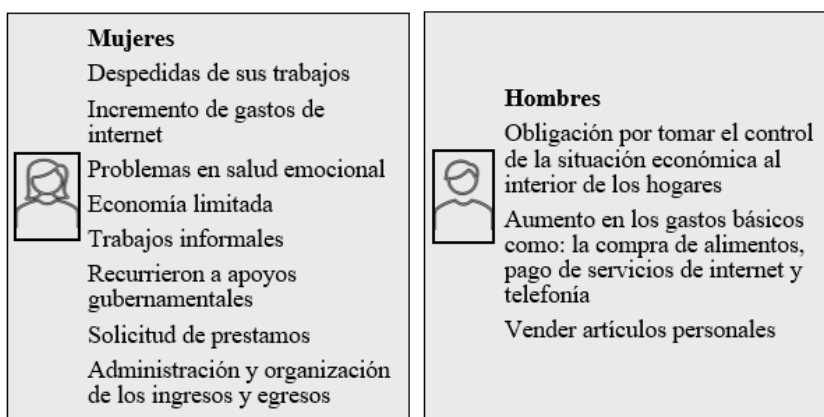 Mujeres
Despedidas de sus trabajos
Incremento de gastos de
internet
Problemas en salud emocional
Economía limitada
Trabajos informales
Recurrieron a apoyos
gubernamentales
Solicitud de prestamos
Administración y organización
de los ingresos y egresos
Hombres
Obligación por tomar el control
de la situación económica al
interior de los hogares
Aumento en los gastos básicos
como: la compra de alimentos,
pago de servicios de internet y
telefonía
Vender artículos personales